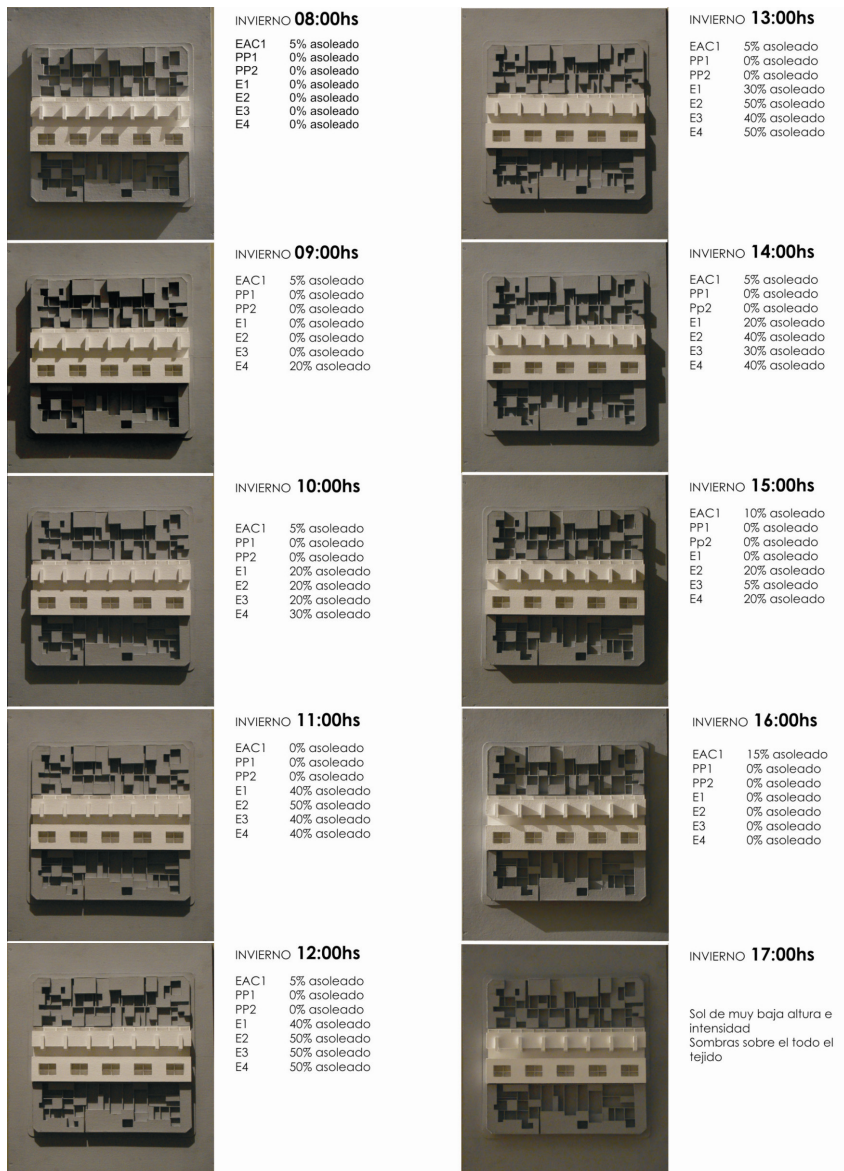 INVIERNO 08:00hs
EAC1 5% asoleado
PP1 0% asoleado
PP2 0% asoleado
E1 0% asoleado
E2 0% asoleado
E3 0% asoleado
E4 0% asoleado
INVIERNO 09:00hs
EAC1 5% asoleado
PP1 0% asoleado
PP2 0% asoleado
E1 0% asoleado
E2 0% asoleado
E3 0% asoleado
E4 20% asoleado
INVIERNO 10:00hs
EAC1 5% asoleado
PP1 0% asoleado
PP2 0% asoleado
E1 20% asoleado
E2 20% asoleado
E3 20% asoleado
E4 30% asoleado
INVIERNO 11:00hs
EAC1 0% asoleado
PP1 0% asoleado
PP2 0% asoleado
E1 40% asoleado
E2 50% asoleado
E3 40% asoleado
E4 40% asoleado
INVIERNO 12:00hs
EAC1 5% asoleado
PP1 0% asoleado
PP2 0% asoleado
E1 40% asoleado
E2 50% asoleado
E3 50% asoleado
E4 50% asoleado
INVIERNO 13:00hs
EAC1 5% asoleado
PP1 0% asoleado
PP2 0% asoleado
E1 30% asoleado
E2 50% asoleado
E3 40% asoleado
E4 50% asoleado
INVIERNO 14:00hs
EAC1 5% asoleado
PP1 0% asoleado
Pp2 0% asoleado
E1 20% asoleado
E2 40% asoleado
E3 30% asoleado
E4 40% asoleado
INVIERNO 15:00hs
EAC1 10% asoleado
PP1 0% asoleado
Pp2 0% asoleado
E1 0% asoleado
E2 20% asoleado
E3 5% asoleado
E4 20% asoleado
INVIERNO 16:00hs
EAC1 15% asoleado
PP1 0% asoleado
PP2 0% asoleado
E1 0% asoleado
E2 0% asoleado
E3 0% asoleado
E4 0% asoleado
INVIERNO 17:00hs
Sol de muy baja altura e
intensidad
Sombras sobre el todo el
tejido